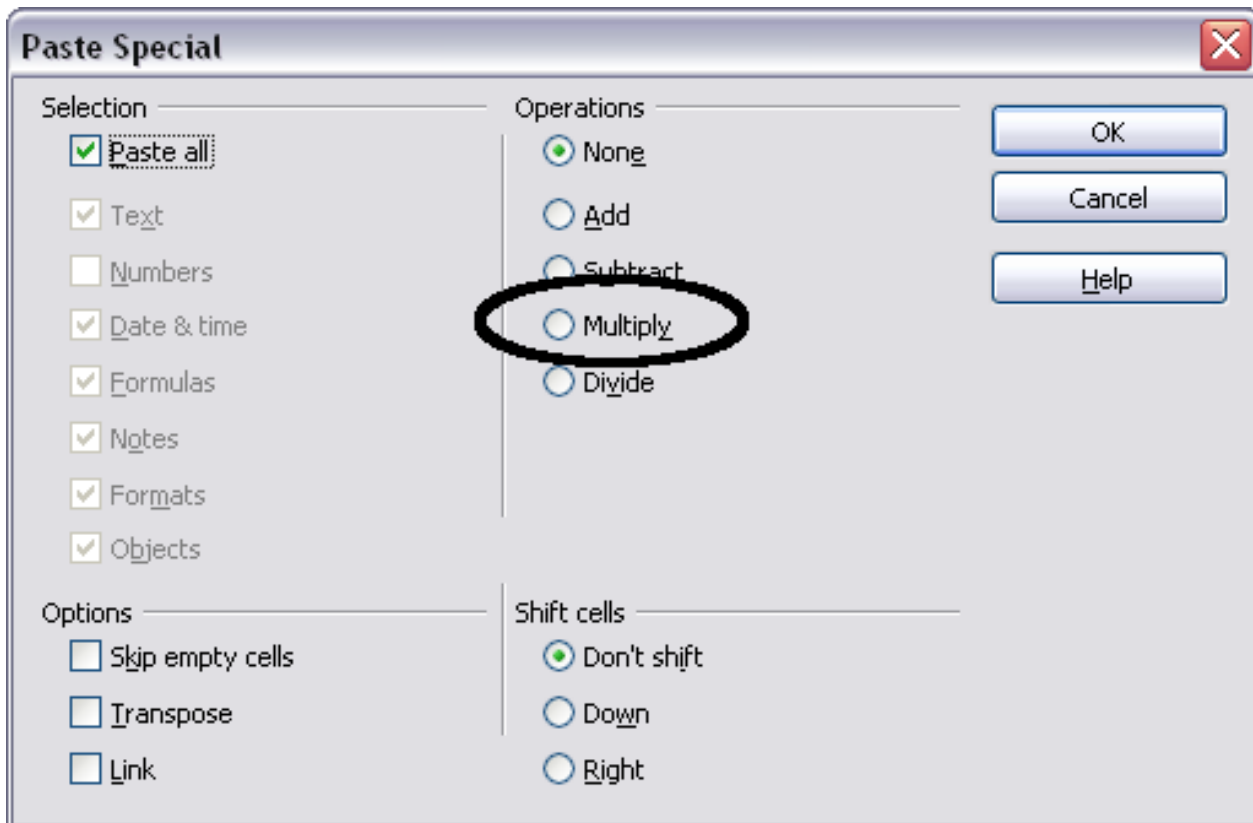 Paste Special
Selection
Paste all
Text
Numbers
Date & time
Formulas
Notes
Formats
Objects
Operations
None
Add
Subtract
Multiply
Divide
OK
Cancel
Help
Options
Skip empty cells
Transpose
Link
Shift cells
Don't shift
Down
Right